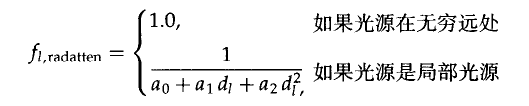 f_{l,radatten} = { 1.0, 如果光源在无穷远处
1 / (a_0 + a_1 d_l + a_2 d_l^2), 如果光源是局部光源